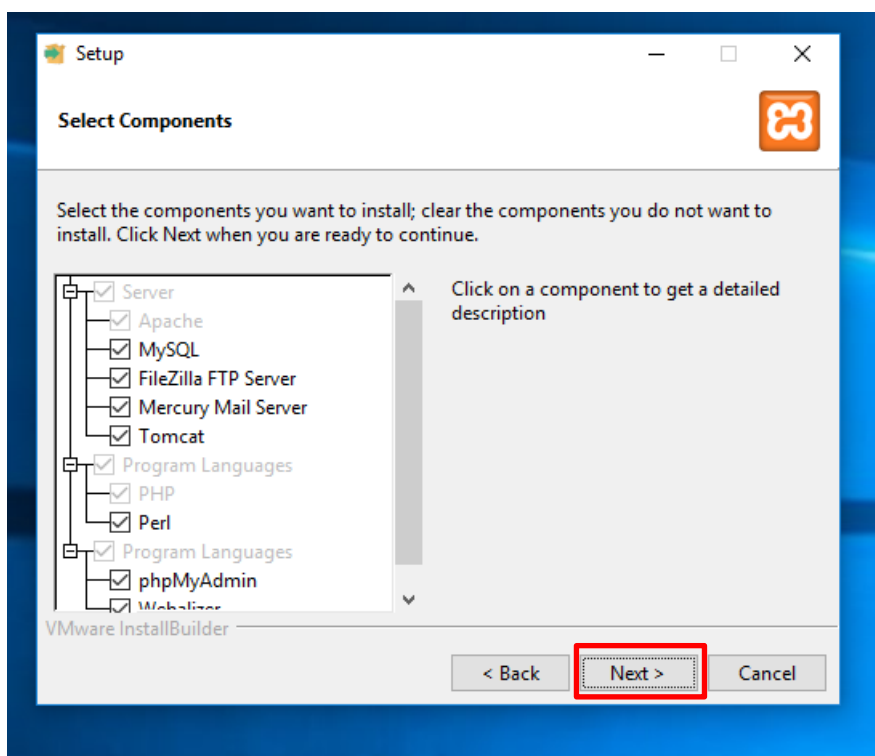 Setup
Select Components
Select the components you want to install; clear the components you do not want to
install. Click Next when you are ready to continue.
Server
Apache
MySQL
FileZilla FTP Server
Mercury Mail Server
Tomcat
Program Languages
PHP
Perl
Program Languages
phpMyAdmin
Webalizer
Click on a component to get a detailed
description
VMware InstallBuilder
< Back
Next >
Cancel